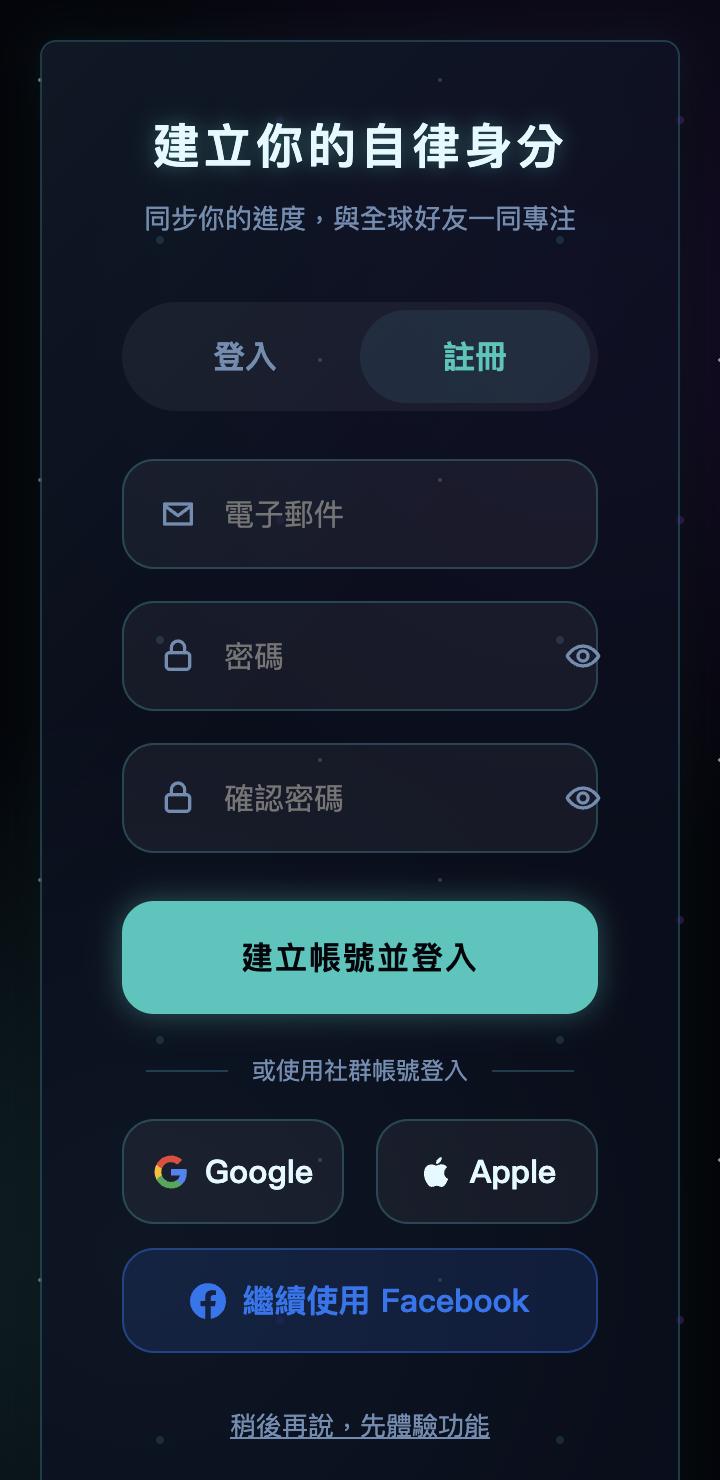 建立你的自律身分
同步你的進度，與全球好友一同專注
登入
註冊
電子郵件
密碼
確認密碼
建立帳號並登入
或使用社群帳號登入
Google
Apple
繼續使用 Facebook
稍後再說，先體驗功能